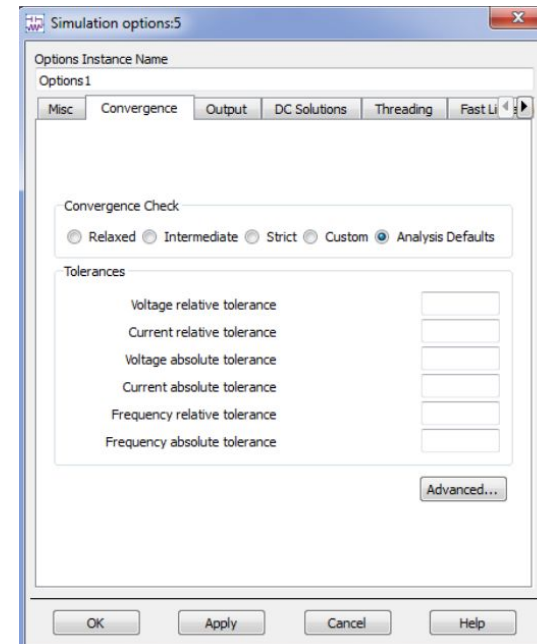 Simulation options:5
Options Instance Name
Options1
Misc Convergence Output DC Solutions Threading Fast Li
Convergence Check
Relaxed Intermediate Strict Custom Analysis Defaults
Tolerances
Voltage relative tolerance
Current relative tolerance
Voltage absolute tolerance
Current absolute tolerance
Frequency relative tolerance
Frequency absolute tolerance
Advanced...
OK Apply Cancel Help